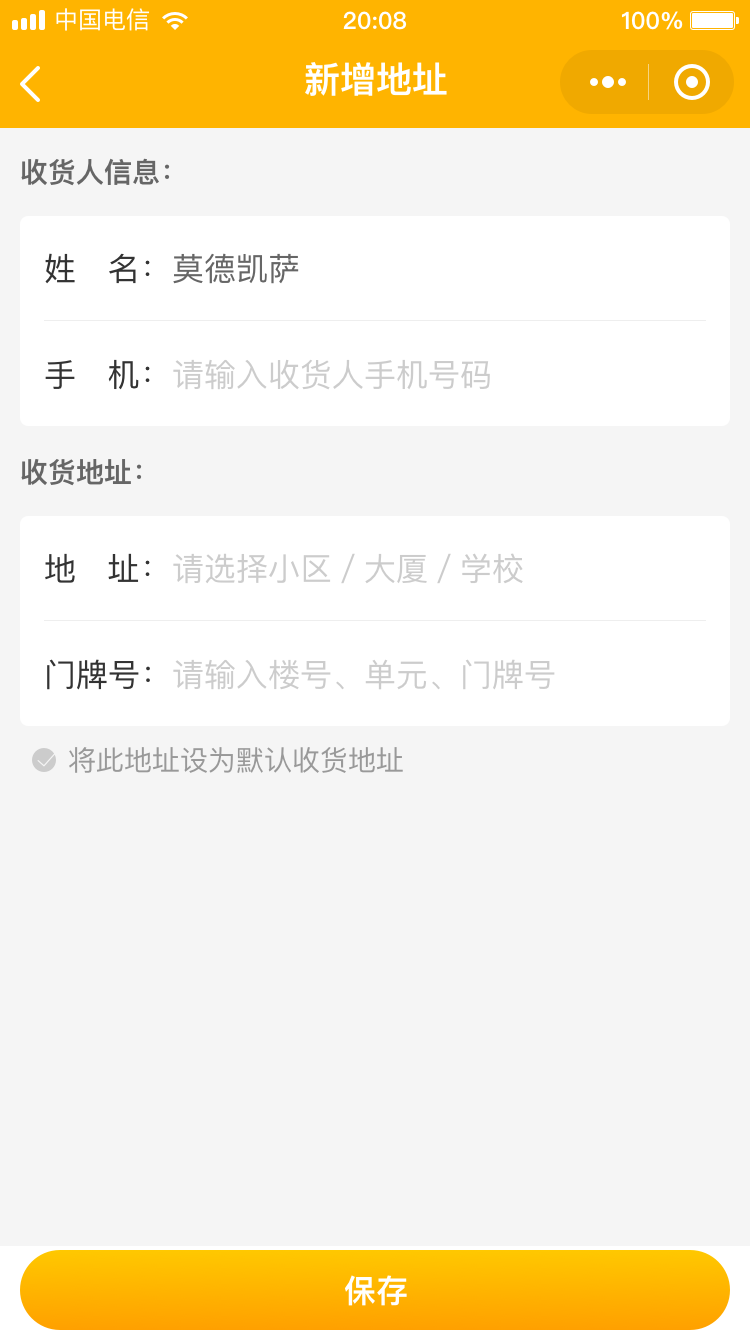 中国电信 20:08 100%
新增地址
收货人信息:
姓 名: 莫德凯萨
手 机: 请输入收货人手机号码
收货地址:
地 址: 请选择小区 / 大厦 / 学校
门牌号: 请输入楼号、单元、门牌号
将此地址设为默认收货地址
保存